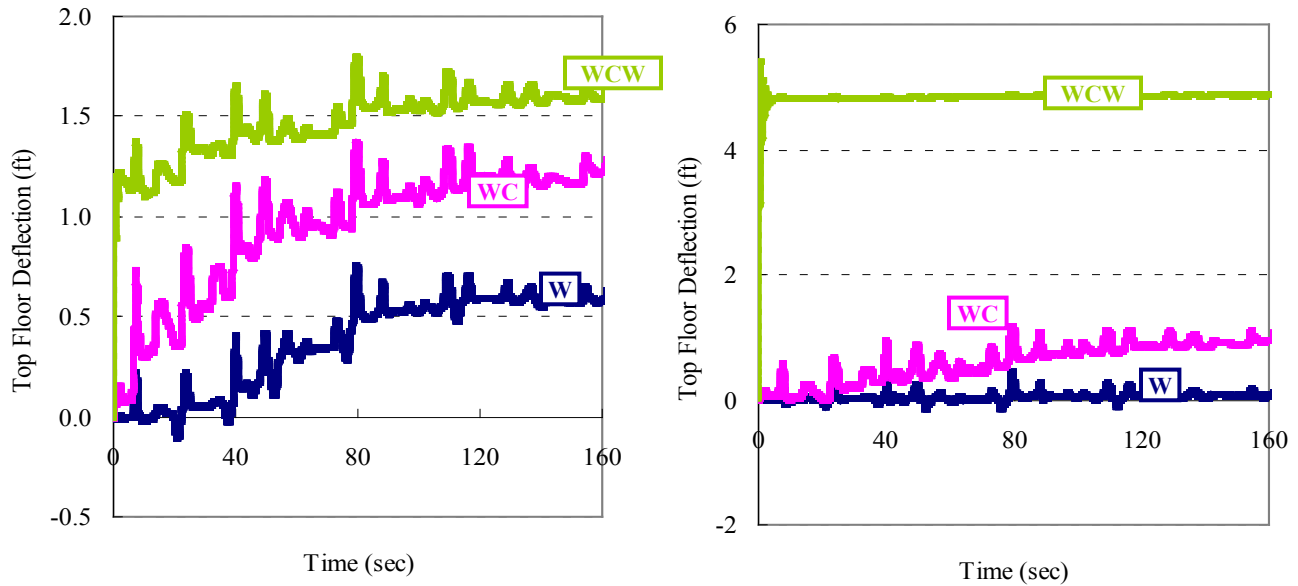 2.0
1.5
1.0
0.5
0.0
-0.5
Top Floor Deflection (ft)
WCW
WC
W
0 40 80 120 160
Time (sec)
6
4
2
0
-2
Top Floor Deflection (ft)
WCW
WC
W
0 40 80 120 160
Time (sec)